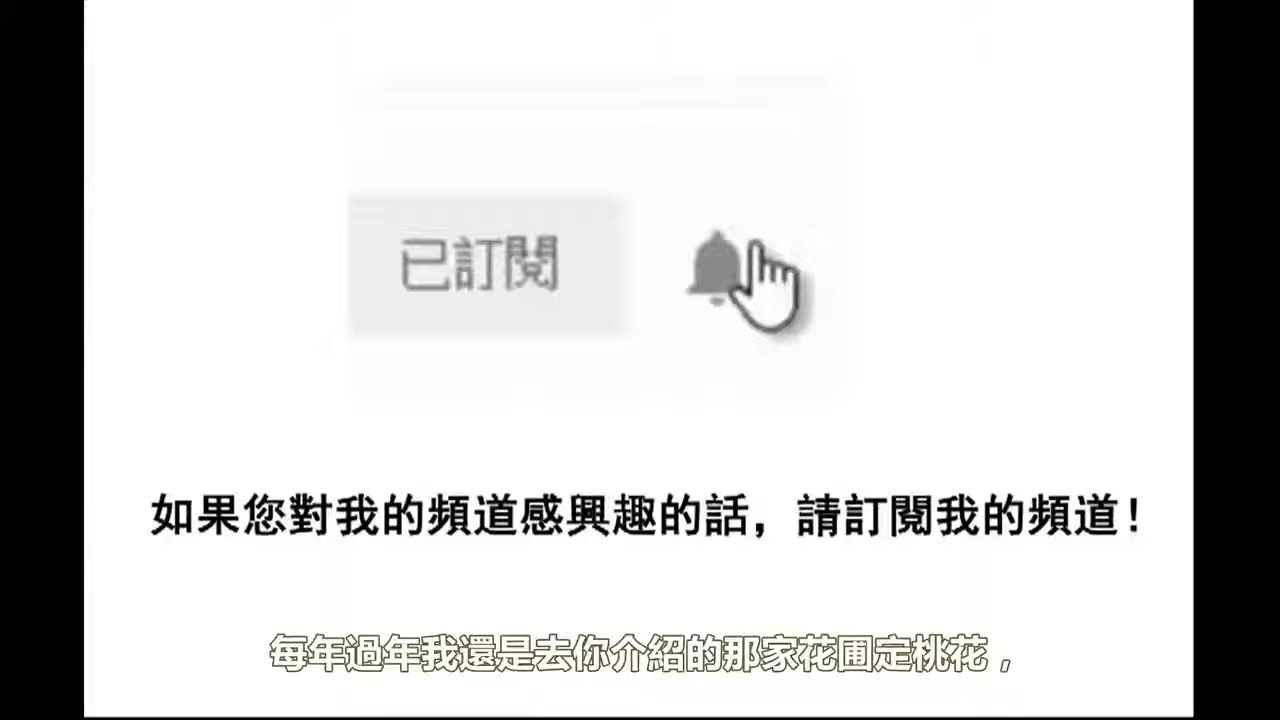 已訂閱
如果您對我的頻道感興趣的話，請訂閱我的頻道！
每年過年我還是去你介紹的那家花圃定桃花，